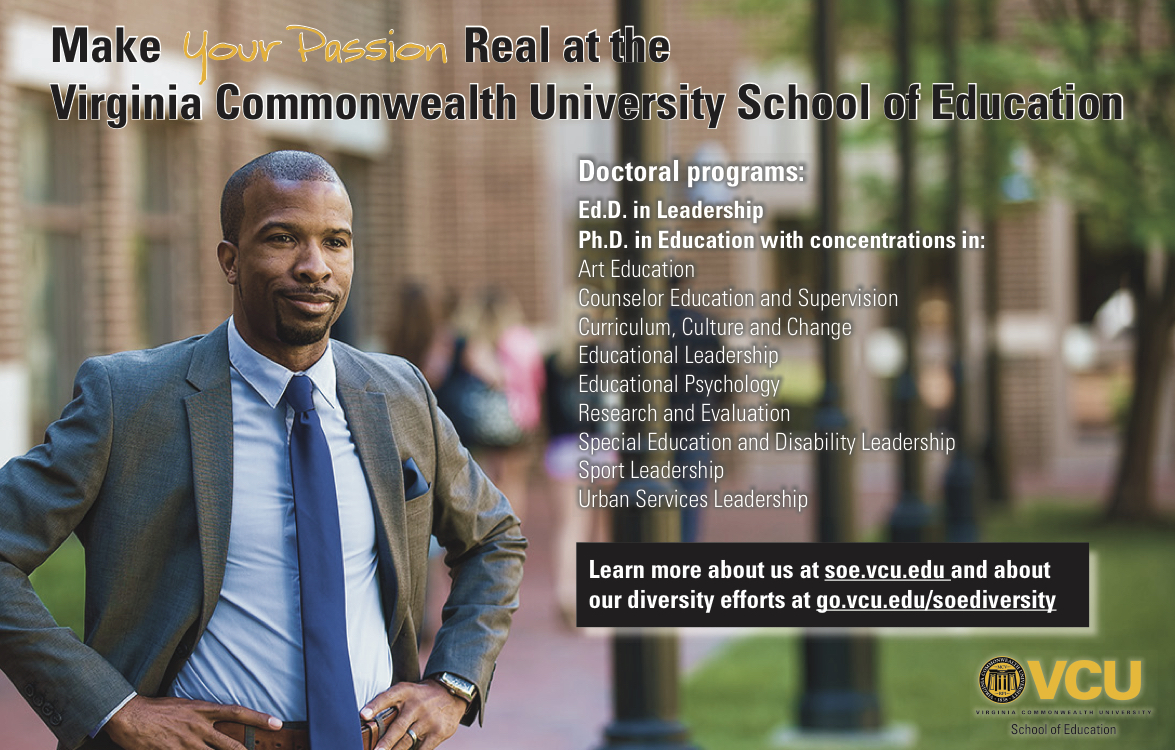 Make your Passion Real at the
Virginia Commonwealth University School of Education
Doctoral programs:
Ed.D. in Leadership
Ph.D. in Education with concentrations in:
Art Education
Counselor Education and Supervision
Curriculum, Culture and Change
Educational Leadership
Educational Psychology
Research and Evaluation
Special Education and Disability Leadership
Sport Leadership
Urban Services Leadership
Learn more about us at soe.vcu.edu and about
our diversity efforts at go.vcu.edu/soediversity
VCU
VIRGINIA COMMONWEALTH UNIVERSITY
School of Education